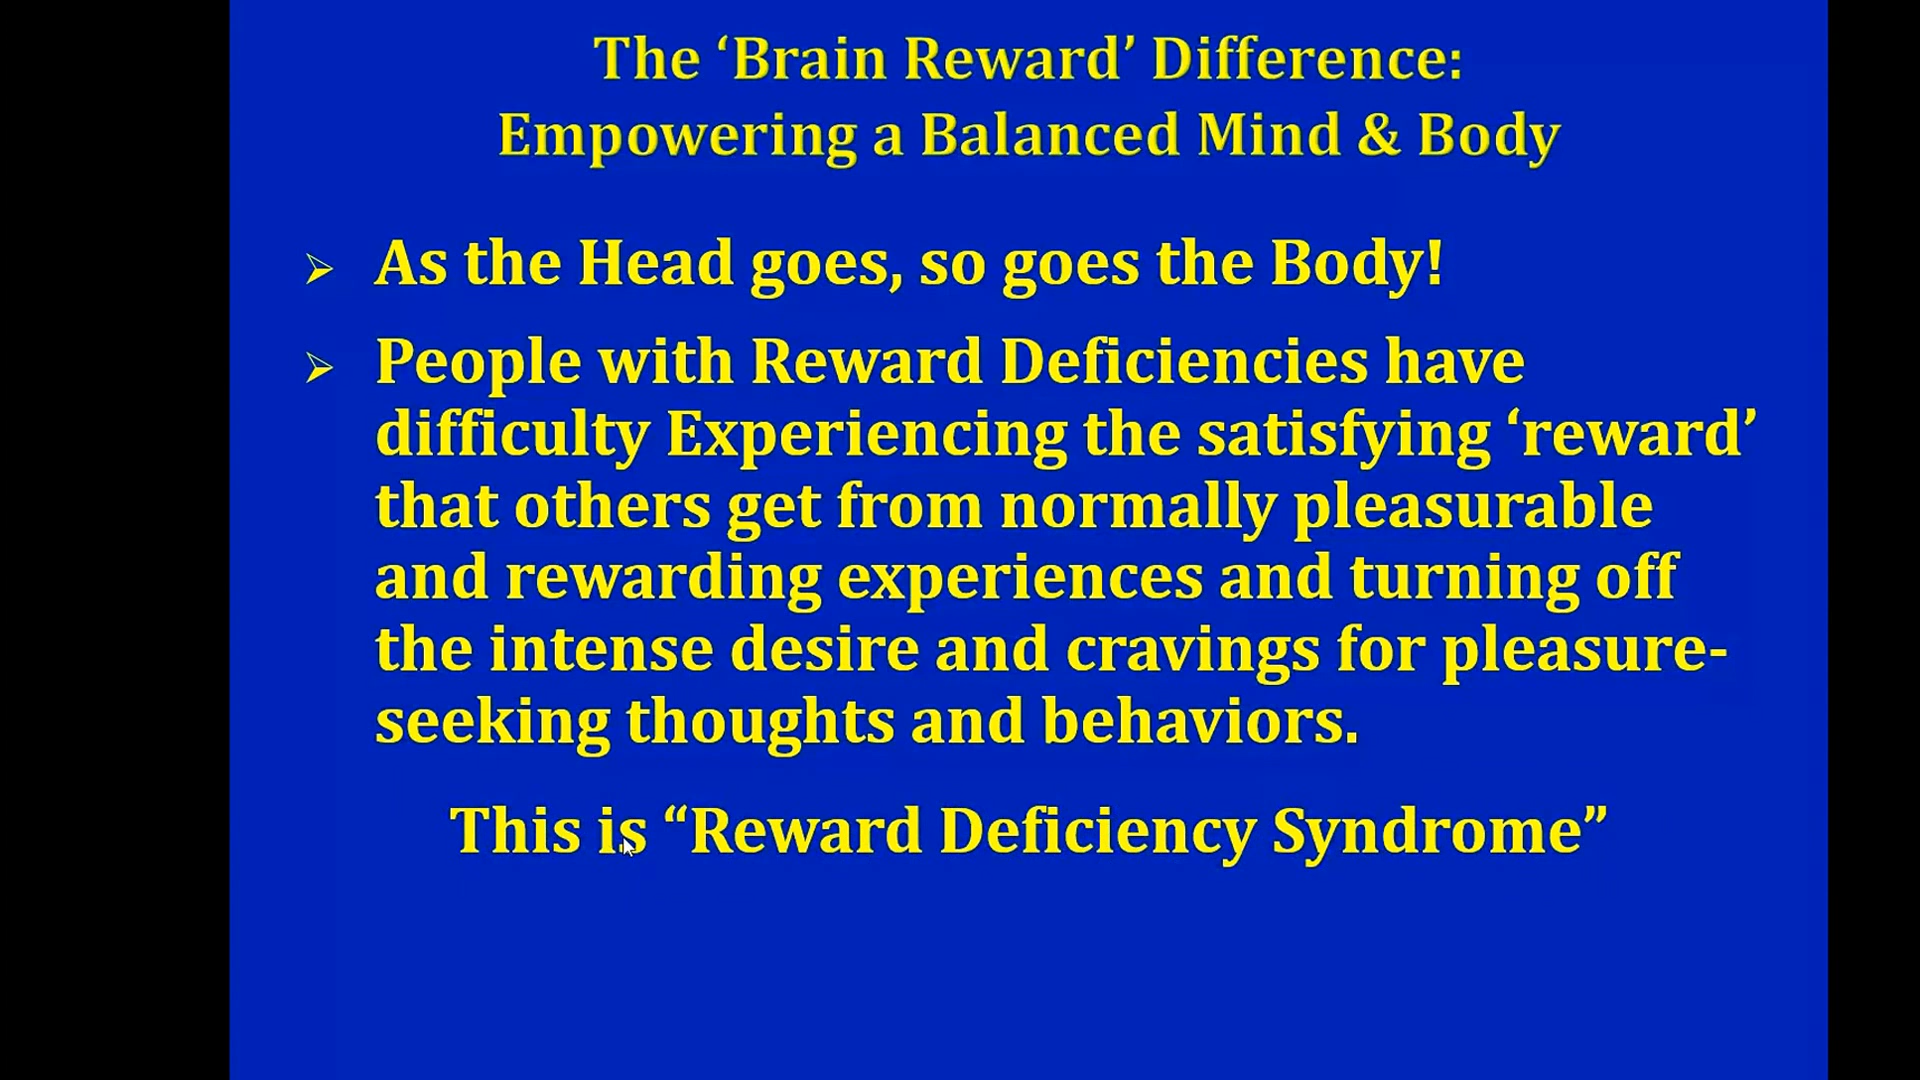 The ‘Brain Reward’ Difference:
Empowering a Balanced Mind & Body
➢ As the Head goes, so goes the Body!
➢ People with Reward Deficiencies have
difficulty Experiencing the satisfying ‘reward’
that others get from normally pleasurable
and rewarding experiences and turning off
the intense desire and cravings for pleasure-
seeking thoughts and behaviors.
This is “Reward Deficiency Syndrome”